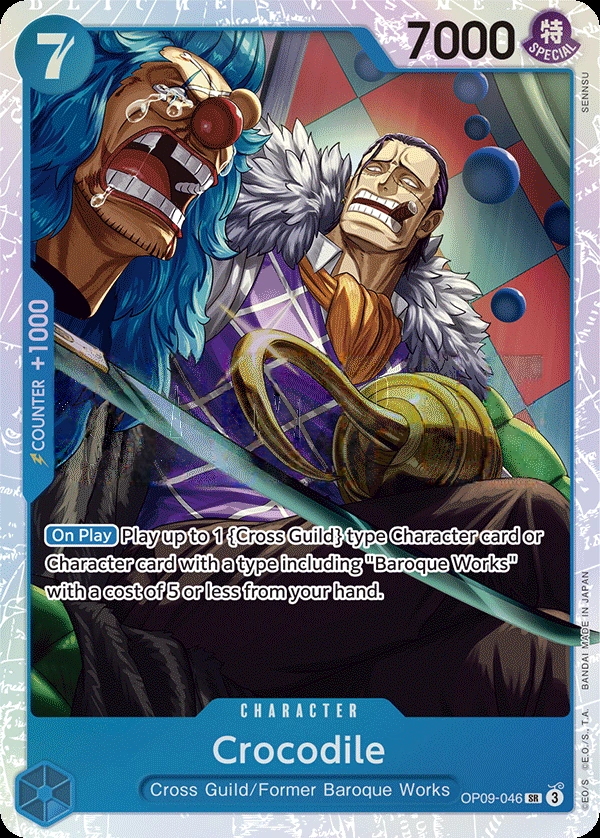 7
7000
特
SPECIAL
SENNSU
COUNTER +1000
On Play Play up to 1 {Cross Guild} type Character card or
Character card with a type including "Baroque Works"
with a cost of 5 or less from your hand.
BANDAI MADE IN JAPAN
©E.O./S., T.A.
©EO/S
CHARACTER
Crocodile
Cross Guild/Former Baroque Works
OP09-046 SR 3